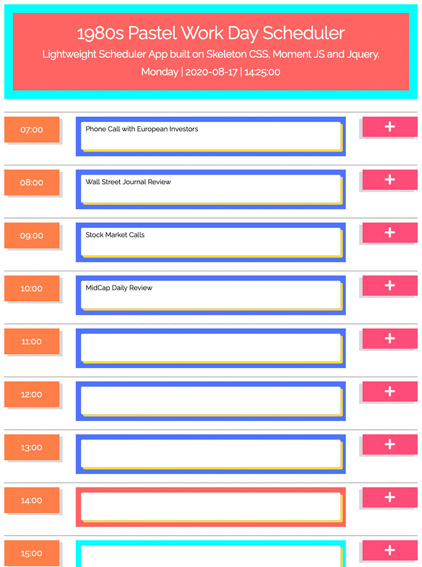 1980s Pastel Work Day Scheduler
Lightweight Scheduler App built on Skeleton CSS, Moment JS and Jquery.
Monday | 2020-08-17 | 14:25:00
07:00 Phone Call with European Investors +
08:00 Wall Street Journal Review +
09:00 Stock Market Calls +
10:00 MidCap Daily Review +
11:00 +
12:00 +
13:00 +
14:00 +
15:00 +